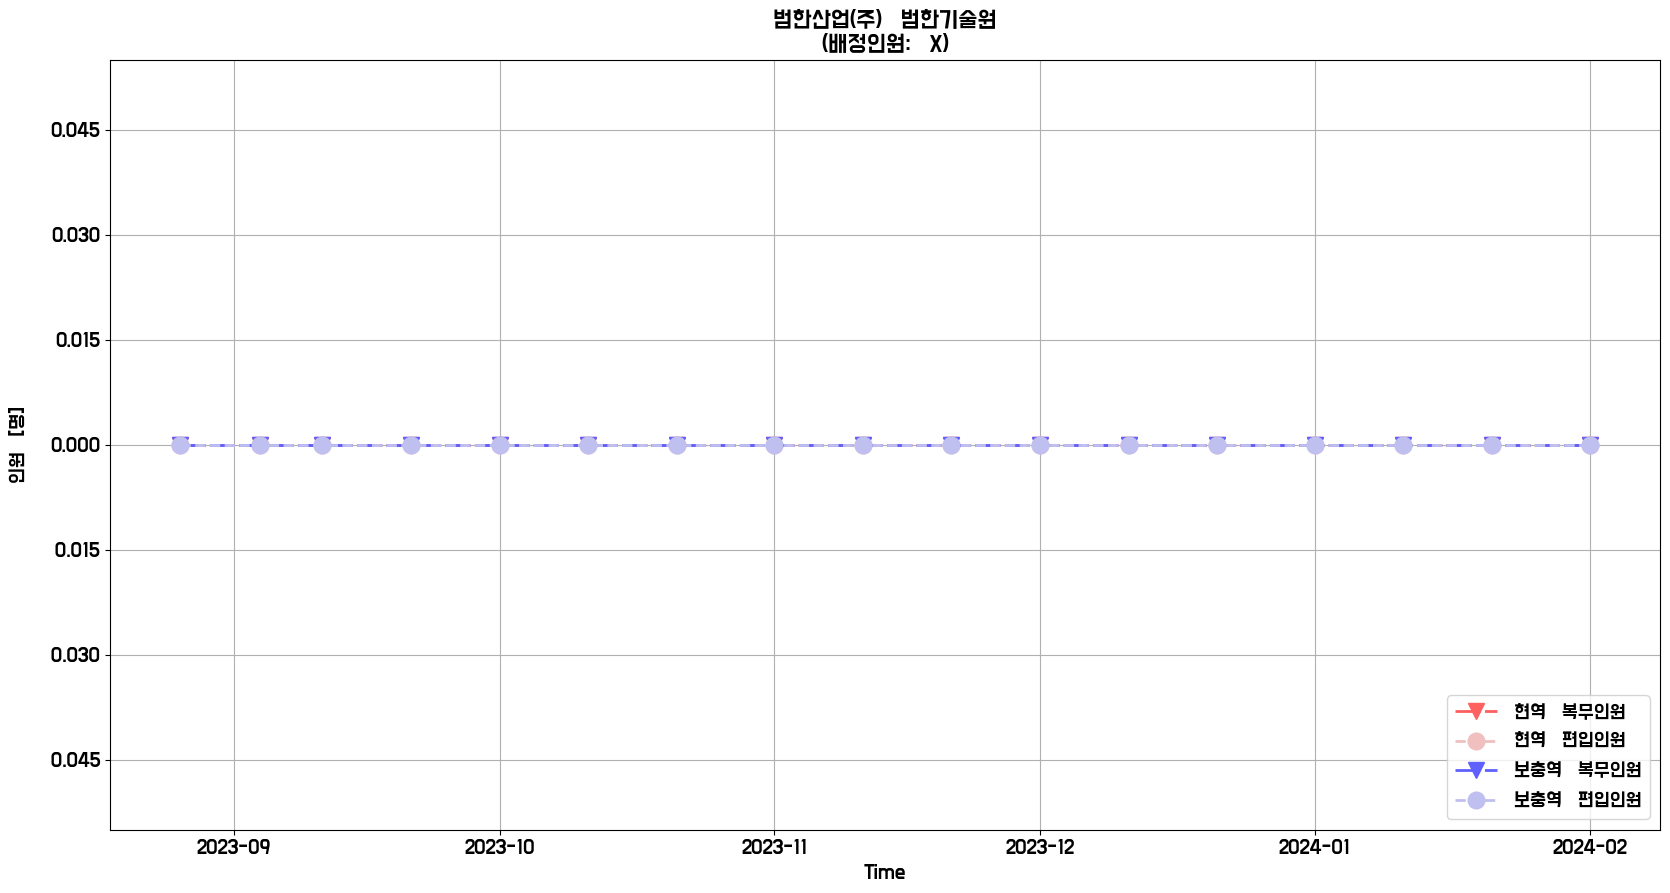 범한산업(주) 범한기술원
(배정인원: X)
인원 [명]
0.045
0.030
0.015
0.000
0.015
0.030
0.045
2023-09
2023-10
2023-11
2023-12
2024-01
2024-02
Time
현역 복무인원
현역 편입인원
보충역 복무인원
보충역 편입인원